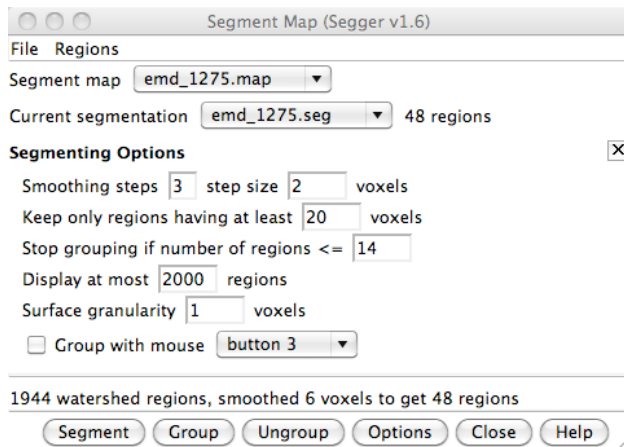 Segment Map (Segger v1.6)
File Regions
Segment map emd_1275.map
Current segmentation emd_1275.seg 48 regions
Segmenting Options
Smoothing steps 3 step size 2 voxels
Keep only regions having at least 20 voxels
Stop grouping if number of regions <= 14
Display at most 2000 regions
Surface granularity 1 voxels
Group with mouse button 3
1944 watershed regions, smoothed 6 voxels to get 48 regions
Segment Group Ungroup Options Close Help